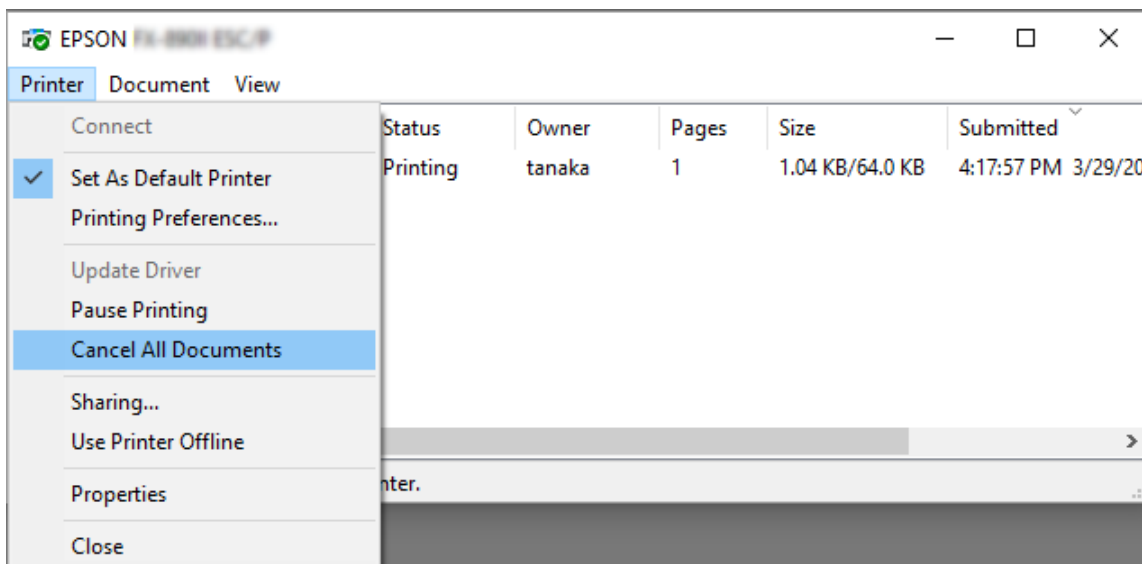 EPSON
Printer Document View
Connect
Status Owner Pages Size Submitted
Set As Default Printer
Printing tanaka 1 1.04 KB/64.0 KB 4:17:57 PM 3/29/20
Printing Preferences...
Update Driver
Pause Printing
Cancel All Documents
Sharing...
Use Printer Offline
Properties
nter.
Close